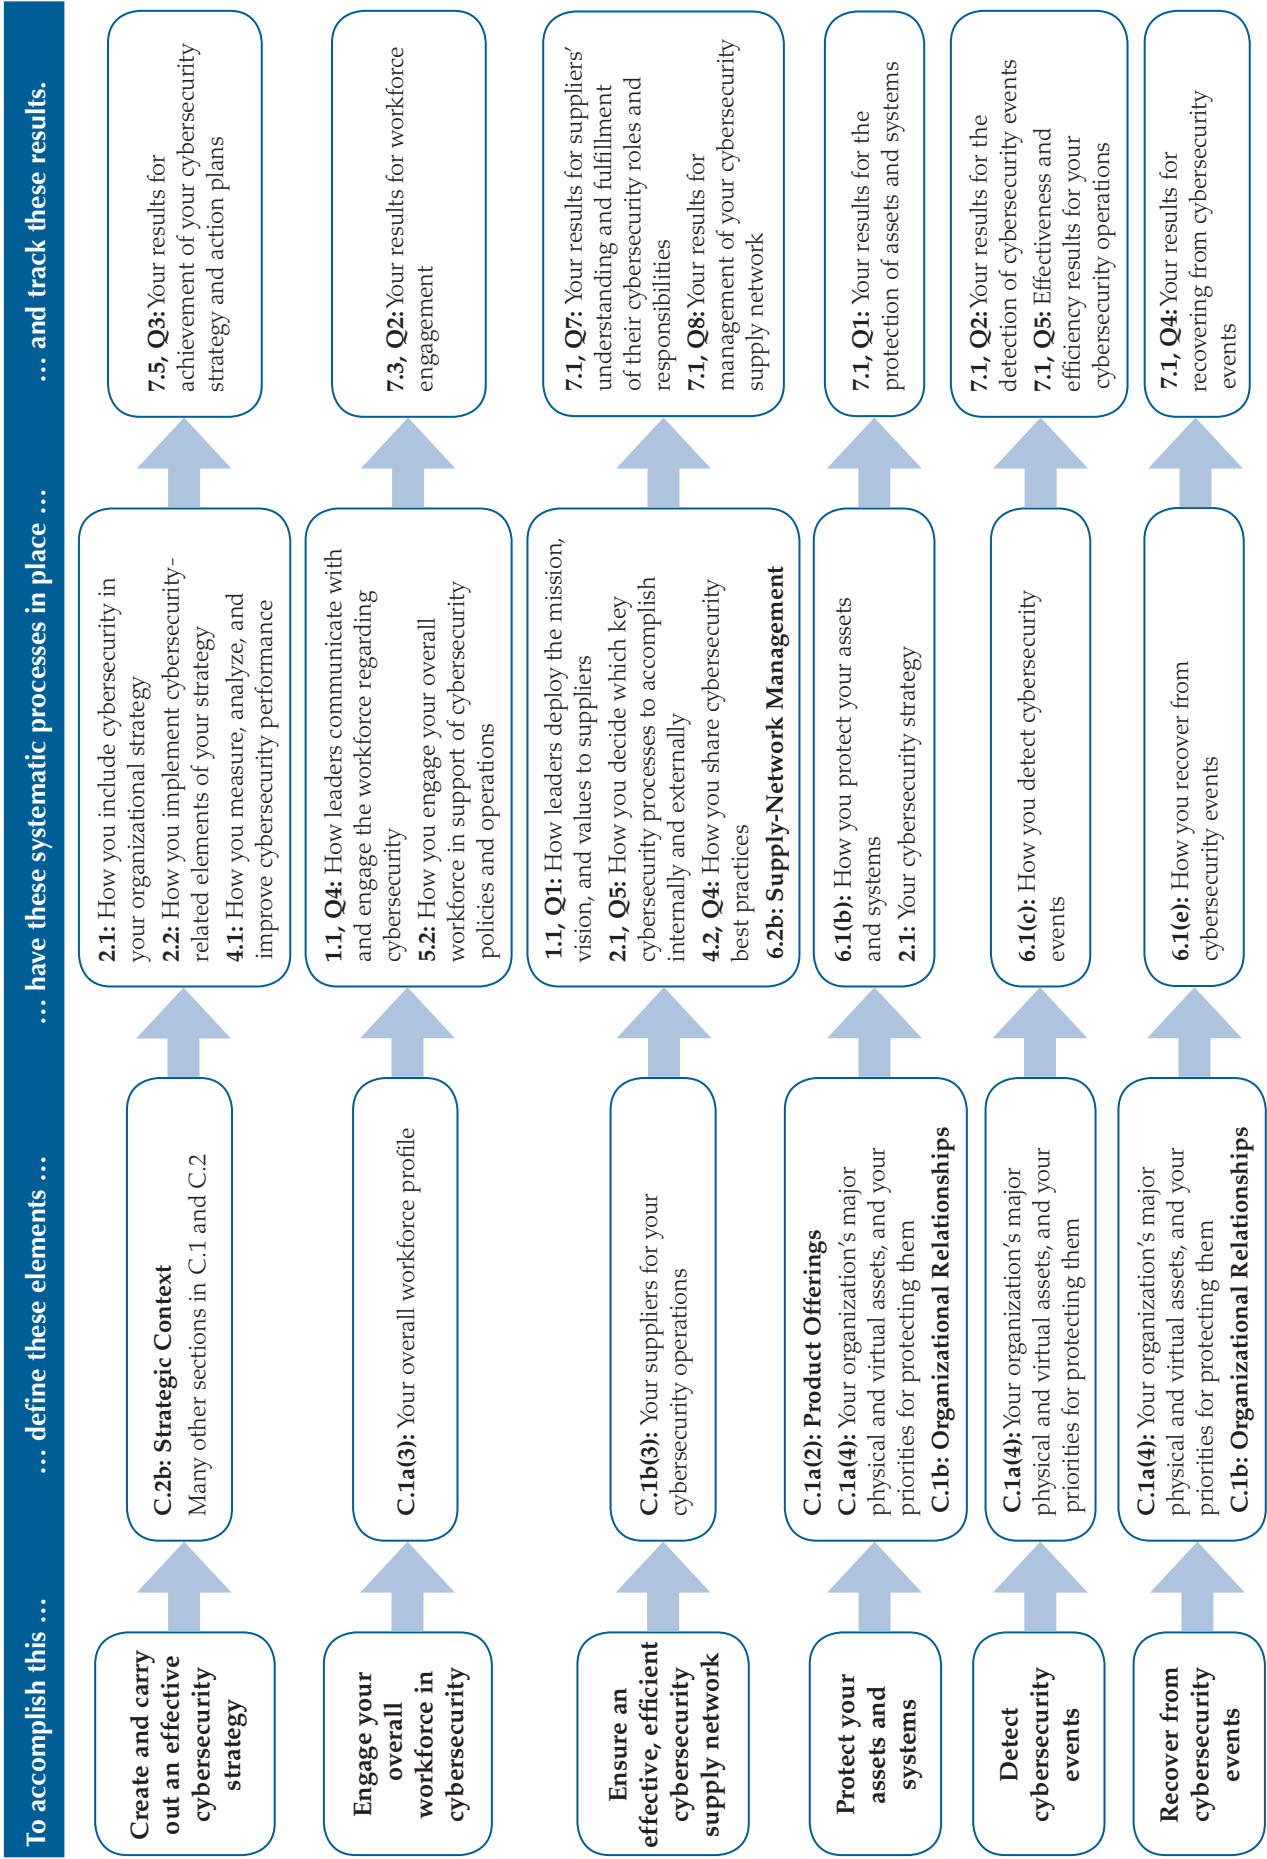 To accomplish this …
… define these elements …
… have these systematic processes in place …
… and track these results.
Create and carry
out an effective
cybersecurity
strategy
C.2b: Strategic Context
Many other sections in C.1 and C.2
2.1: How you include cybersecurity in
your organizational strategy
2.2: How you implement cybersecurity-
related elements of your strategy
4.1: How you measure, analyze, and
improve cybersecurity performance
7.5, Q3: Your results for
achievement of your cybersecurity
strategy and action plans
Engage your
overall
workforce in
cybersecurity
C.1a(3): Your overall workforce profile
1.1, Q4: How leaders communicate with
and engage the workforce regarding
cybersecurity
5.2: How you engage your overall
workforce in support of cybersecurity
policies and operations
7.3, Q2: Your results for workforce
engagement
Ensure an
effective, efficient
cybersecurity
supply network
C.1b(3): Your suppliers for your
cybersecurity operations
1.1, Q1: How leaders deploy the mission,
vision, and values to suppliers
2.1, Q5: How you decide which key
cybersecurity processes to accomplish
internally and externally
4.2, Q4: How you share cybersecurity
best practices
6.2b: Supply-Network Management
7.1, Q7: Your results for suppliers’
understanding and fulfillment
of their cybersecurity roles and
responsibilities
7.1, Q8: Your results for
management of your cybersecurity
supply network
Protect your
assets and
systems
C.1a(2): Product Offerings
C.1a(4): Your organization’s major
physical and virtual assets, and your
priorities for protecting them
C.1b: Organizational Relationships
6.1(b): How you protect your assets
and systems
2.1: Your cybersecurity strategy
7.1, Q1: Your results for the
protection of assets and systems
Detect
cybersecurity
events
C.1a(4): Your organization’s major
physical and virtual assets, and your
priorities for protecting them
6.1(c): How you detect cybersecurity
events
7.1, Q2: Your results for the
detection of cybersecurity events
7.1, Q5: Effectiveness and
efficiency results for your
cybersecurity operations
Recover from
cybersecurity
events
C.1a(4): Your organization’s major
physical and virtual assets, and your
priorities for protecting them
C.1b: Organizational Relationships
6.1(e): How you recover from
cybersecurity events
7.1, Q4: Your results for
recovering from cybersecurity
events